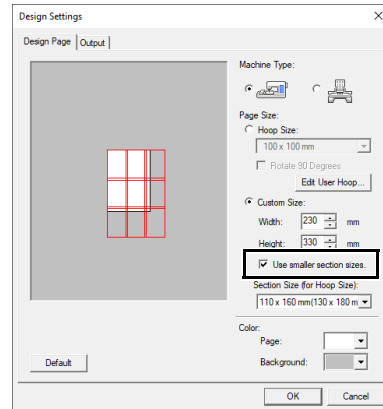 Design Settings
Design Page
Output
Machine Type:
Page Size:
Hoop Size:
100 x 100 mm
Rotate 90 Degrees
Edit User Hoop...
Custom Size:
Width: 230 mm
Height: 330 mm
Use smaller section sizes.
Section Size (for Hoop Size):
110 x 160 mm(130 x 180 m
Color:
Page:
Background:
Default
OK
Cancel